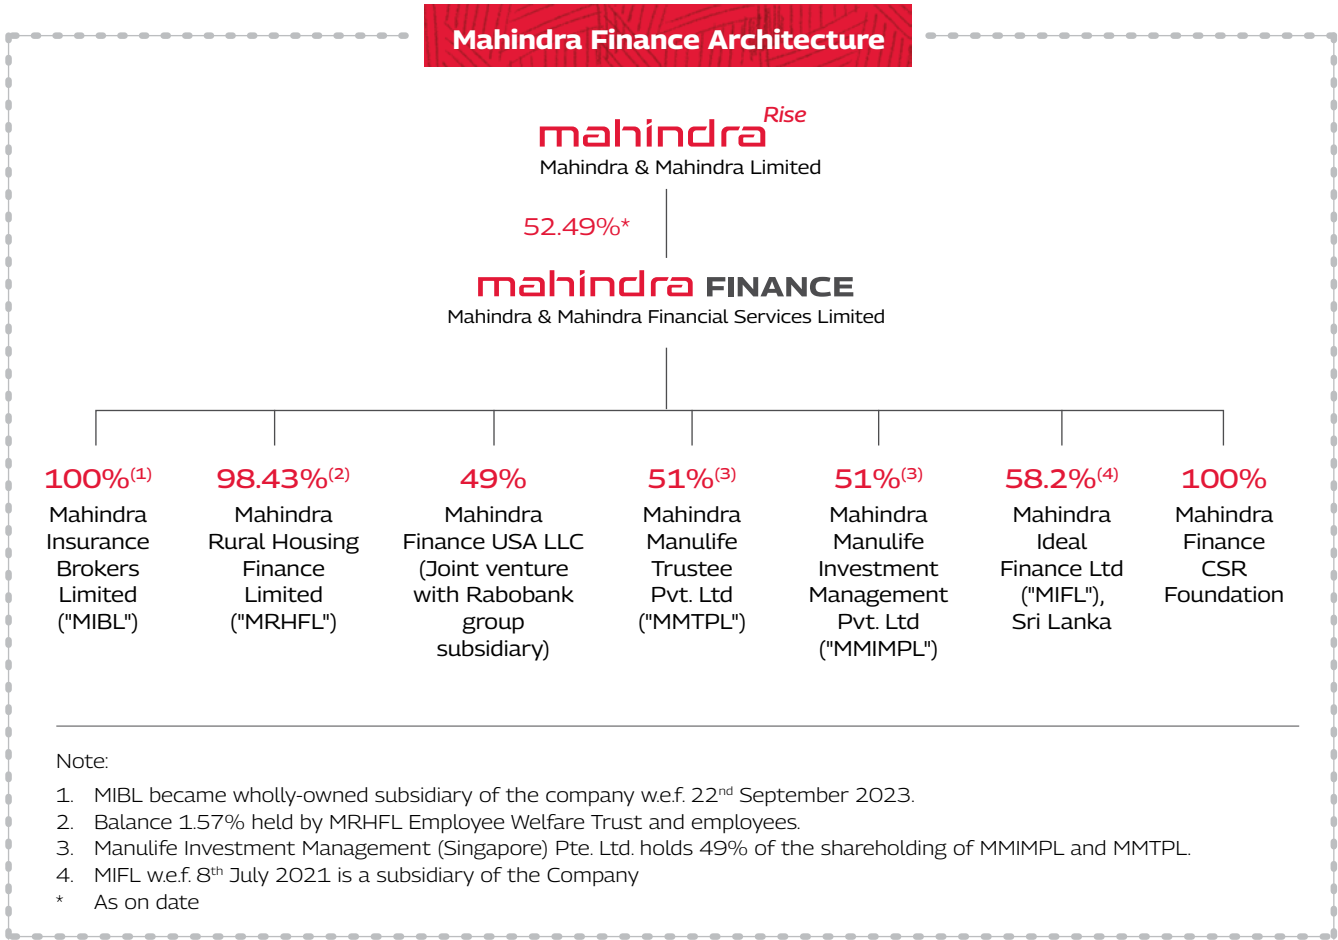 Mahindra Finance Architecture
mahindra Rise
Mahindra & Mahindra Limited
52.49%*
mahindra FINANCE
Mahindra & Mahindra Financial Services Limited
100%(1)
Mahindra
Insurance
Brokers
Limited
("MIBL")
98.43%(2)
Mahindra
Rural Housing
Finance
Limited
("MRHFL")
49%
Mahindra
Finance USA LLC
(Joint venture
with Rabobank
group
subsidiary)
51%(3)
Mahindra
Manulife
Trustee
Pvt. Ltd
("MMTPL")
51%(3)
Mahindra
Manulife
Investment
Management
Pvt. Ltd
("MMIMPL")
58.2%(4)
Mahindra
Ideal
Finance Ltd
("MIFL"),
Sri Lanka
100%
Mahindra
Finance
CSR
Foundation
Note:
1. MIBL became wholly-owned subsidiary of the company w.e.f. 22nd September 2023.
2. Balance 1.57% held by MRHFL Employee Welfare Trust and employees.
3. Manulife Investment Management (Singapore) Pte. Ltd. holds 49% of the shareholding of MMIMPL and MMTPL.
4. MIFL w.e.f. 8th July 2021 is a subsidiary of the Company
* As on date